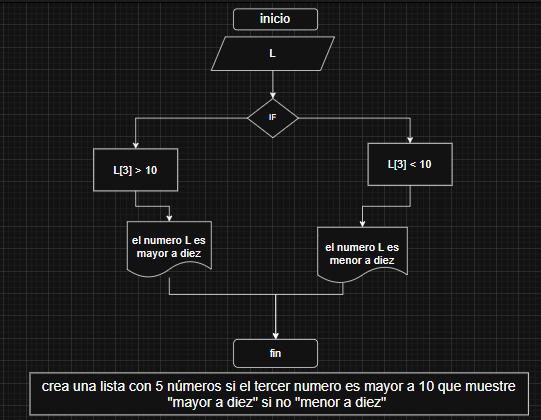 inicio
L
IF
L[3] > 10
L[3] < 10
el numero L es
mayor a diez
el numero L es
menor a diez
fin
crea una lista con 5 números si el tercer numero es mayor a 10 que muestre
"mayor a diez" si no "menor a diez"